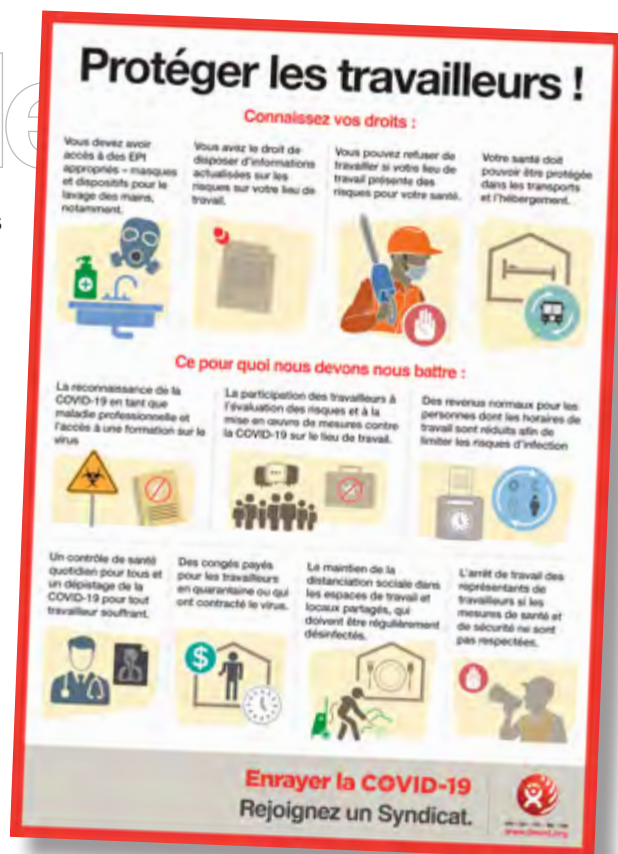 Protéger les travailleurs !
Connaissez vos droits :
Vous devez avoir
accès à des EPI
appropriés – masques
et dispositifs pour le
lavage des mains,
notamment.
Vous avez le droit de
disposer d'informations
actualisées sur les
risques sur votre lieu de
travail.
Vous pouvez refuser de
travailler si votre lieu de
travail présente des
risques pour votre santé.
Votre santé doit
pouvoir être protégée
dans les transports
et l'hébergement.
Ce pour quoi nous devons nous battre :
La reconnaissance de la
COVID-19 en tant que
maladie professionnelle et
l'accès à une formation sur le
virus
La participation des travailleurs à
l'évaluation des risques et à la
mise en œuvre de mesures contre
la COVID-19 sur le lieu de travail.
Des revenus normaux pour les
personnes dont les horaires de
travail sont réduits afin de
limiter les risques d'infection
Un contrôle de santé
quotidien pour tous et
un dépistage de la
COVID-19 pour tout
travailleur souffrant.
Des congés payés
pour les travailleurs
en quarantaine ou qui
ont contracté le virus.
Le maintien de la
distanciation sociale dans
les espaces de travail et
locaux partagés, qui
doivent être régulièrement
désinfectés.
L'arrêt de travail des
représentants de
travailleurs si les
mesures de santé et
de sécurité ne sont
pas respectées.
$
Enrayer la COVID-19
Rejoignez un Syndicat.